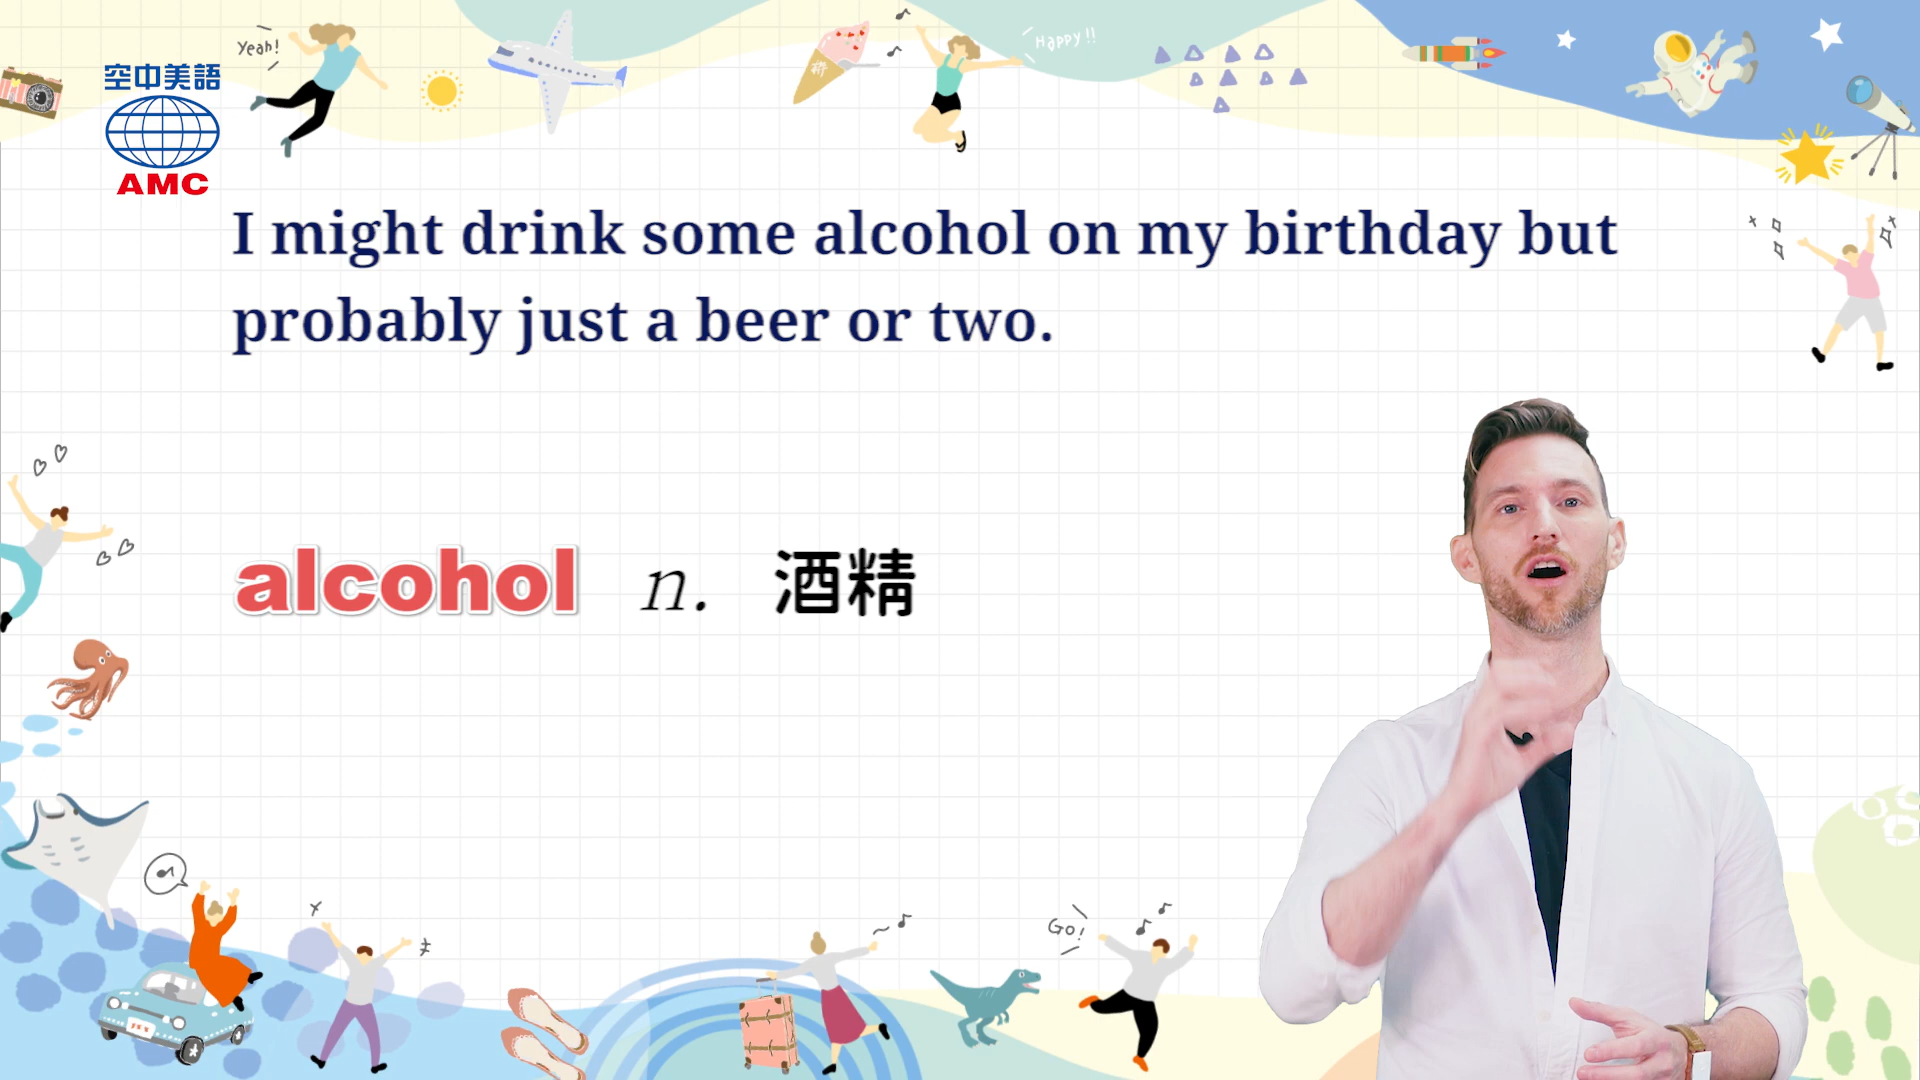 Yeah!
Happy!!
空中美語
AMC
I might drink some alcohol on my birthday but
probably just a beer or two.
alcohol n. 酒精
Go!